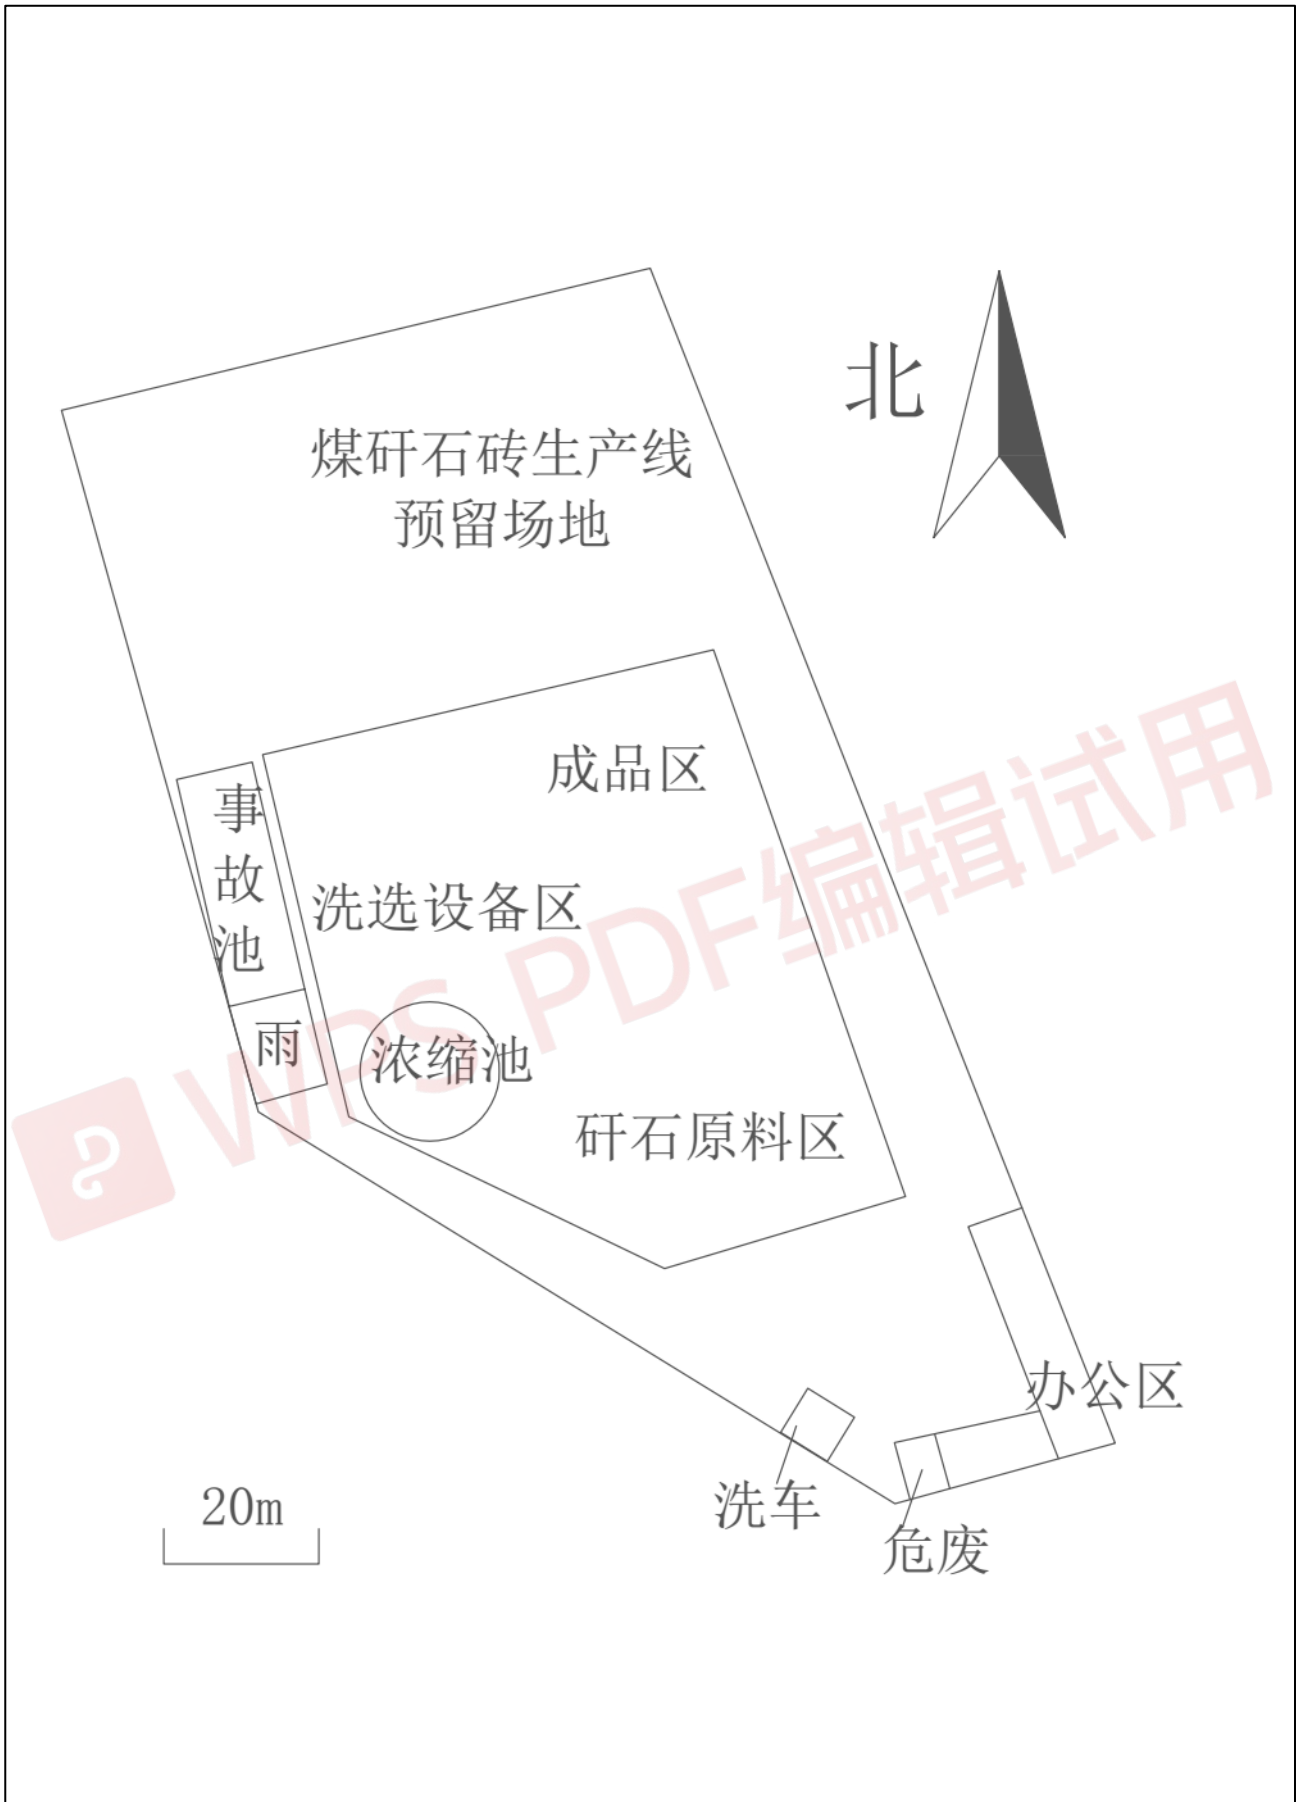 北
煤矸石砖生产线
预留场地
成品区
事
故
池
洗选设备区
雨
浓缩池
矸石原料区
办公区
洗车
危废
20m
WPS PDF编辑试用